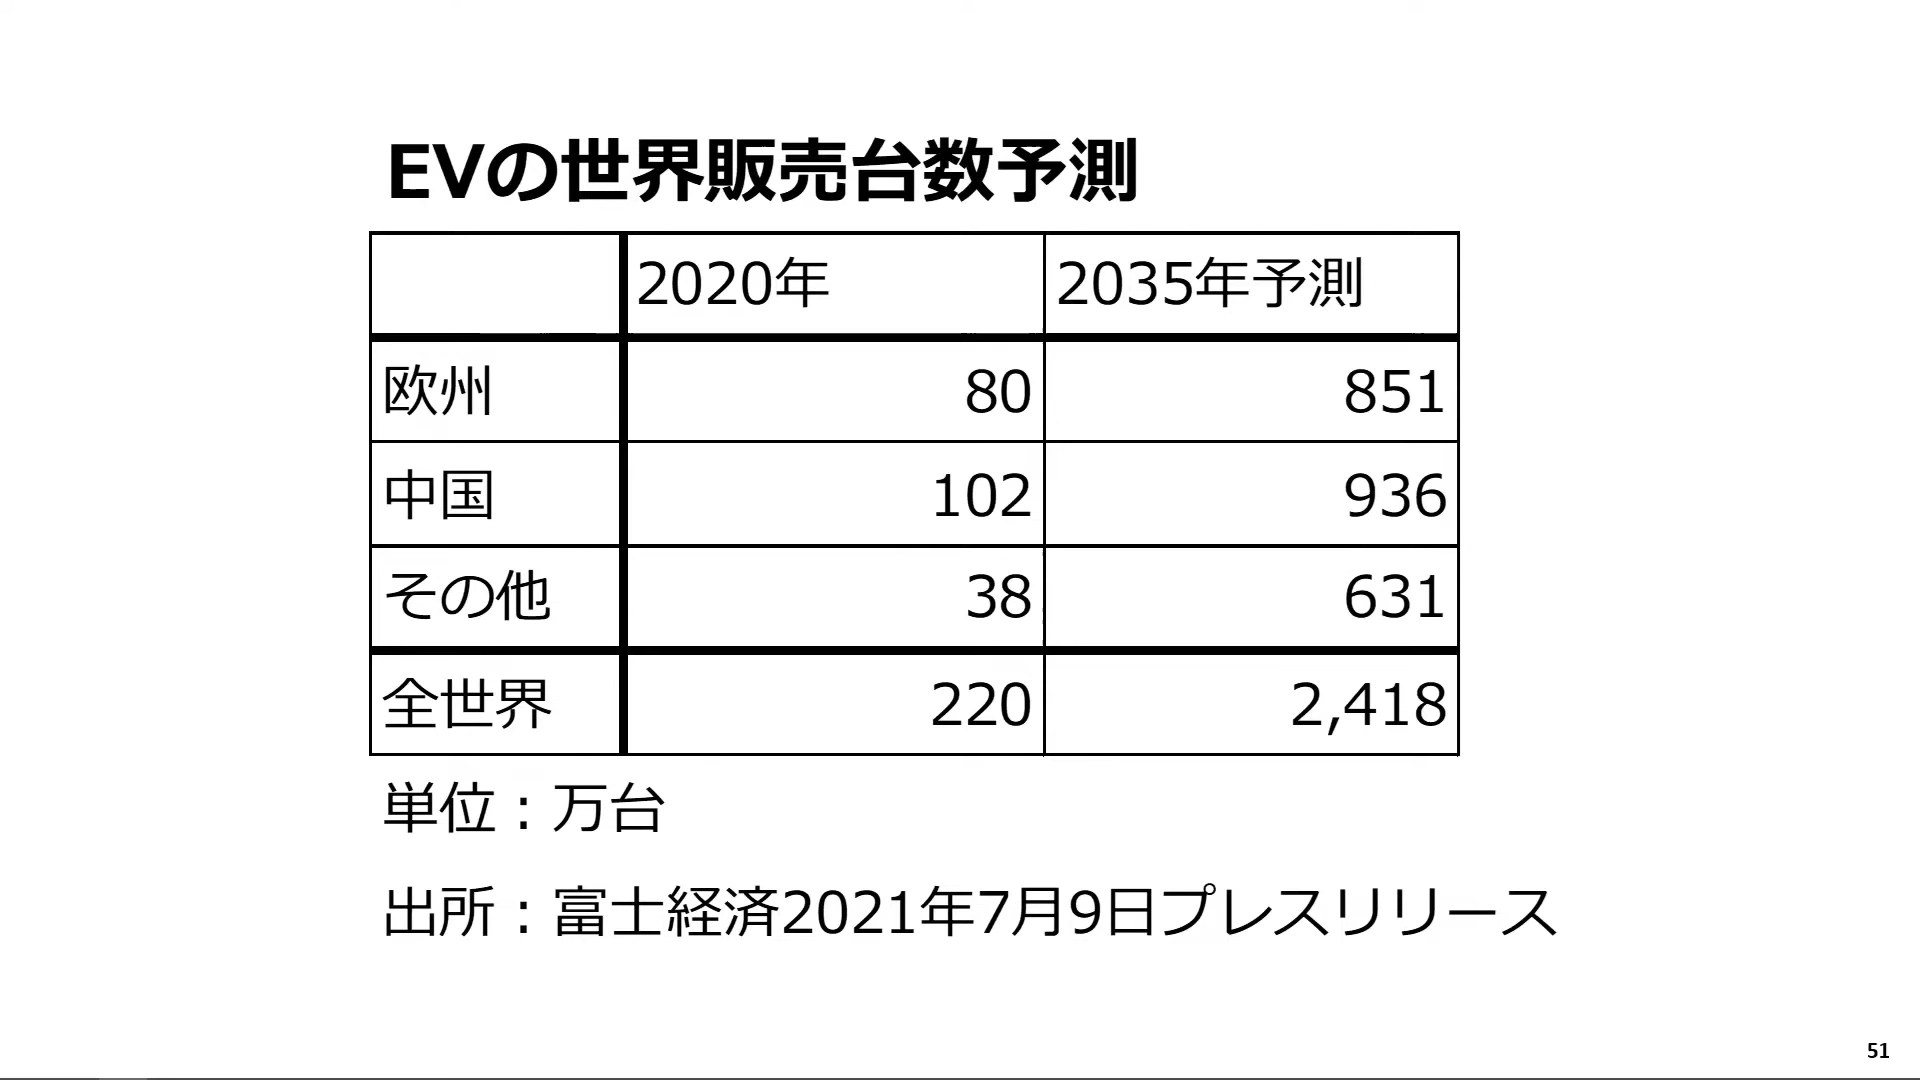 EVの世界販売台数予測
2020年 2035年予測
欧州 80 851
中国 102 936
その他 38 631
全世界 220 2,418
単位：万台
出所：富士経済2021年7月9日プレスリリース
51